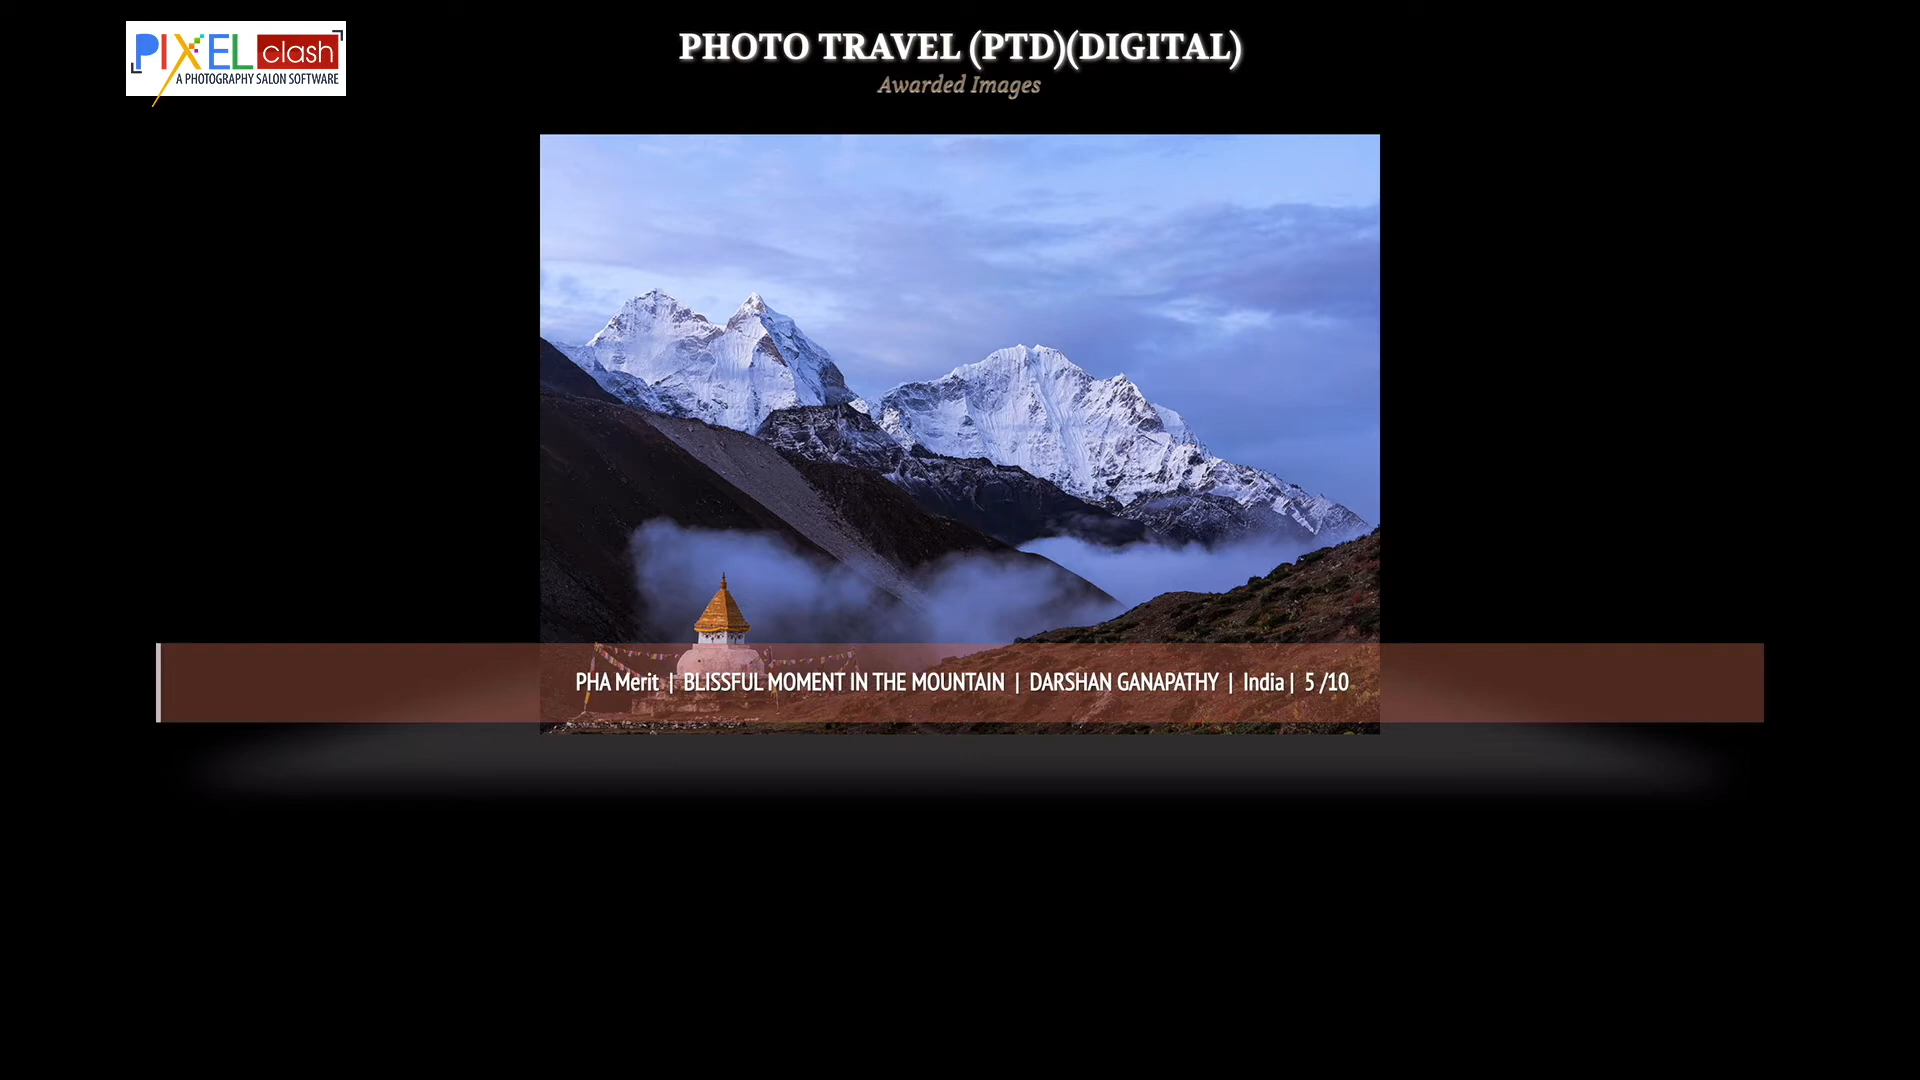 PIXEL clash
A PHOTOGRAPHY SALON SOFTWARE
PHOTO TRAVEL (PTD)(DIGITAL)
Awarded Images
PHA Merit | BLISSFUL MOMENT IN THE MOUNTAIN | DARSHAN GANAPATHY | India | 5 /10